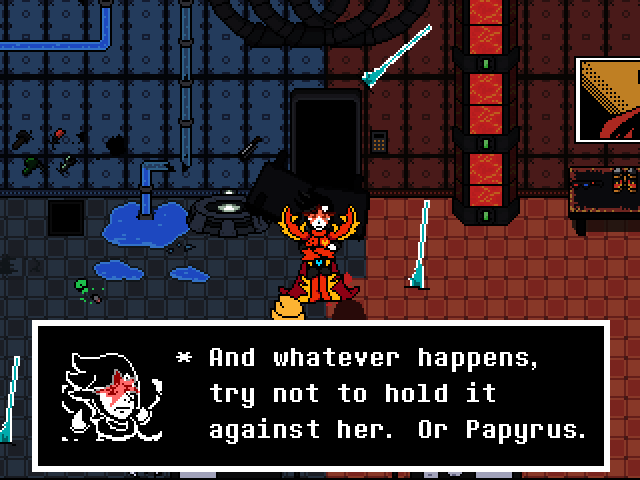 * And whatever happens,
try not to hold it
against her. Or Papyrus.